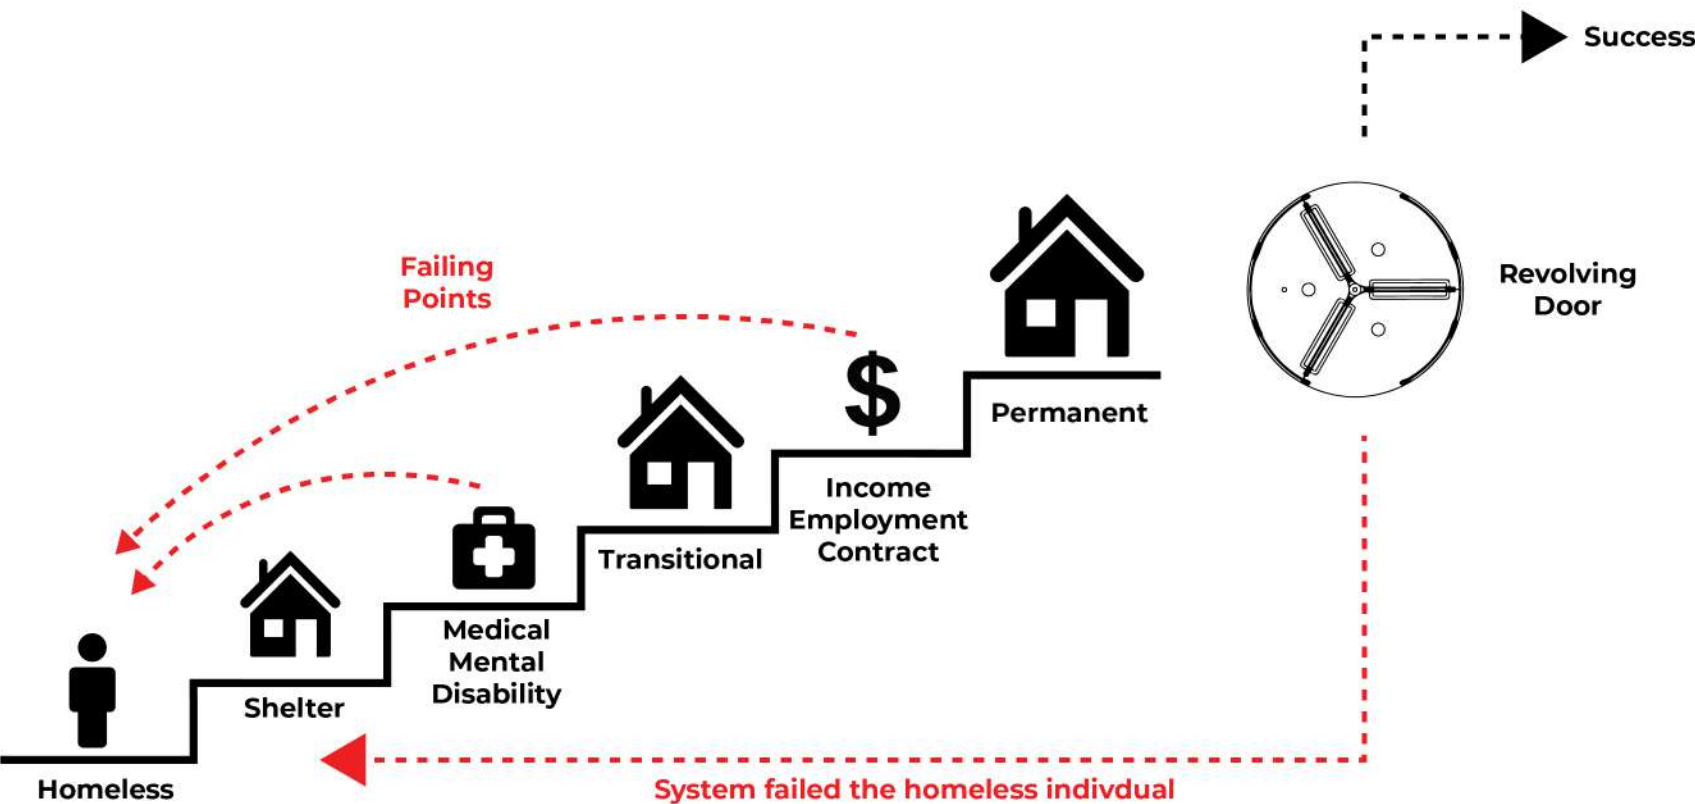 Success
Failing
Points
Revolving
Door
Permanent
Income
Employment
Contract
Transitional
Medical
Mental
Disability
Shelter
Homeless
System failed the homeless indivdual